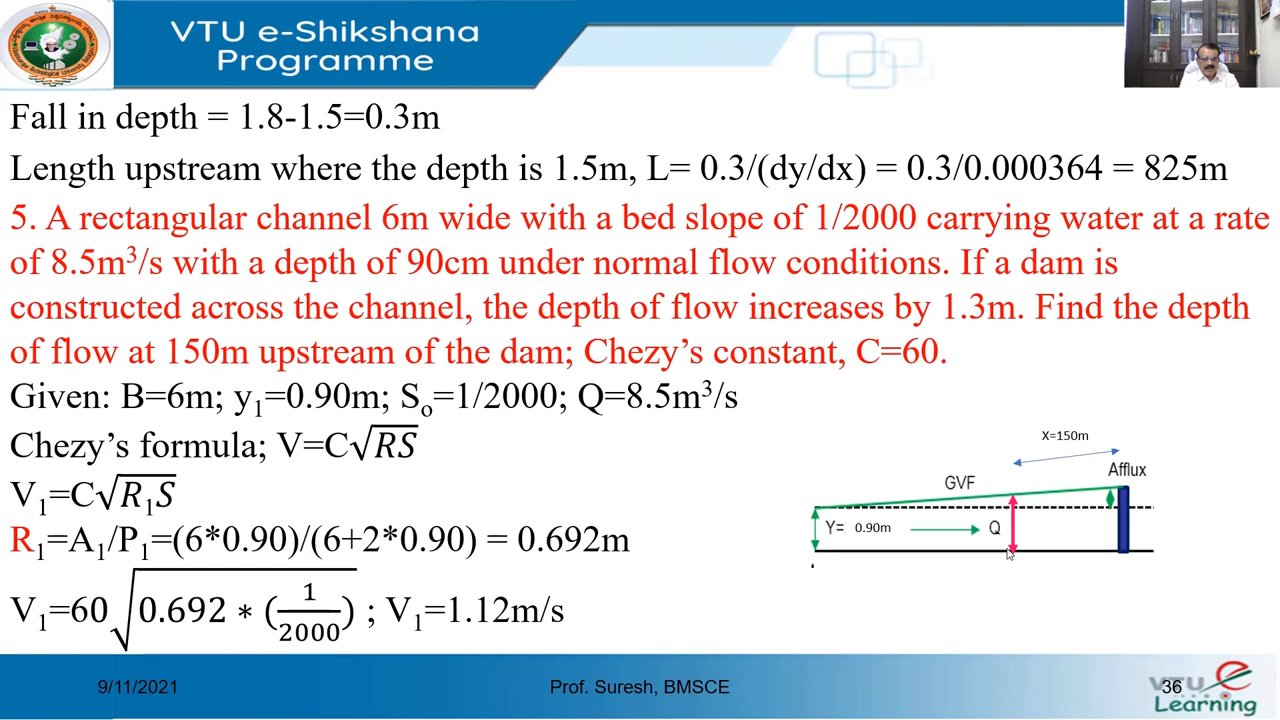 VTU e-Shikshana
Programme
Fall in depth = 1.8-1.5=0.3m
Length upstream where the depth is 1.5m, L= 0.3/(dy/dx) = 0.3/0.000364 = 825m
5. A rectangular channel 6m wide with a bed slope of 1/2000 carrying water at a rate
of 8.5m³/s with a depth of 90cm under normal flow conditions. If a dam is
constructed across the channel, the depth of flow increases by 1.3m. Find the depth
of flow at 150m upstream of the dam; Chezy's constant, C=60.
Given: B=6m; y₁=0.90m; Sₒ=1/2000; Q=8.5m³/s
Chezy's formula; V=C√RS
V₁=C√R₁S
R₁=A₁/P₁=(6*0.90)/(6+2*0.90) = 0.692m
V₁=60√0.692 ∗ (1/2000) ; V₁=1.12m/s
X=150m
Afflux
GVF
Y= 0.90m
Q
9/11/2021
Prof. Suresh, BMSCE
36
VTU e
Learning